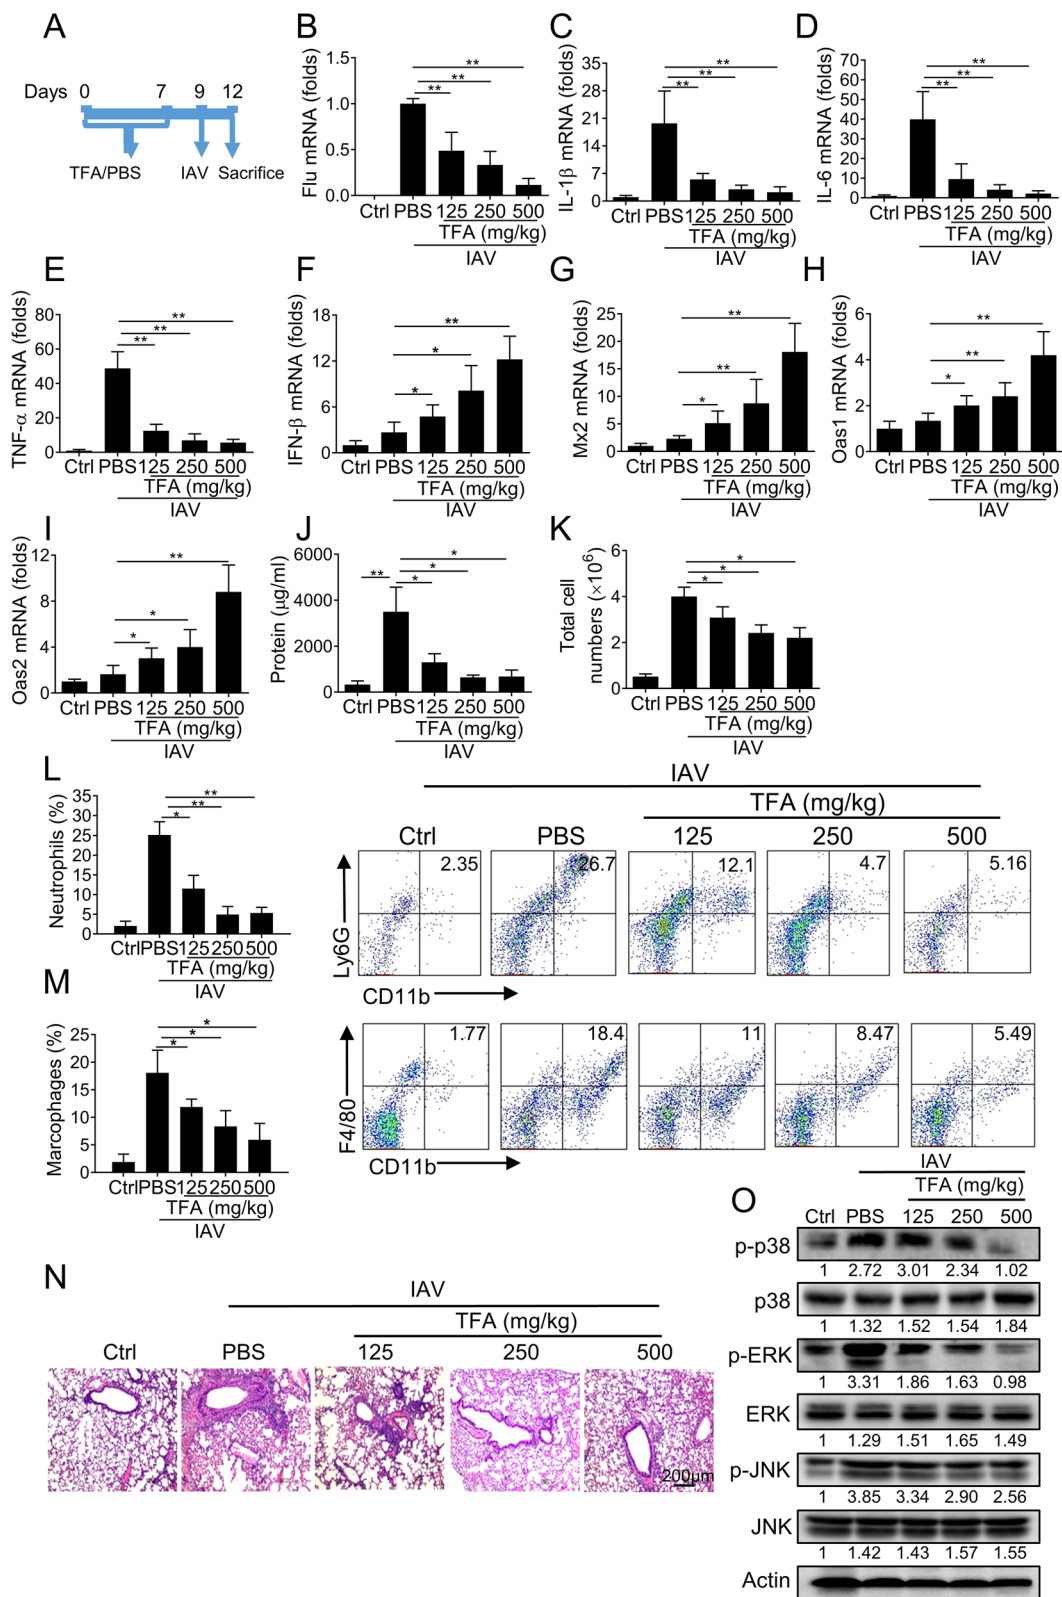 A
Days 0 7 9 12
TFA/PBS IAV Sacrifice
B
Flu mRNA (folds)
1.5
1.0
0.5
0.0
** ** **
Ctrl PBS 125 250 500
TFA (mg/kg)
IAV
C
IL-1β mRNA (folds)
35
28
21
14
7
0
** ** **
Ctrl PBS 125 250 500
TFA (mg/kg)
IAV
D
IL-6 mRNA (folds)
70
60
50
40
30
20
10
0
** ** **
Ctrl PBS 125 250 500
TFA (mg/kg)
IAV
E
TNF-α mRNA (folds)
80
60
40
20
0
** ** **
Ctrl PBS 125 250 500
TFA (mg/kg)
IAV
F
IFN-β mRNA (folds)
18
12
6
0
** * *
Ctrl PBS 125 250 500
TFA (mg/kg)
IAV
G
Mx2 mRNA (folds)
25
20
15
10
5
0
** ** *
Ctrl PBS 125 250 500
TFA (mg/kg)
IAV
H
Oas1 mRNA (folds)
6
4
2
0
** ** *
Ctrl PBS 125 250 500
TFA (mg/kg)
IAV
I
Oas2 mRNA (folds)
12
8
4
0
** * *
Ctrl PBS 125 250 500
TFA (mg/kg)
IAV
J
Protein (μg/ml)
6000
4000
2000
0
** * * *
Ctrl PBS 125 250 500
TFA (mg/kg)
IAV
K
Total cell
numbers (×10⁶)
6
4
2
0
* * *
Ctrl PBS 125 250 500
TFA (mg/kg)
IAV
L
Neutrophils (%)
35
30
25
20
15
10
5
0
** ** *
Ctrl PBS 125 250 500
TFA (mg/kg)
IAV
IAV
TFA (mg/kg)
Ctrl PBS 125 250 500
2.35 26.7 12.1 4.7 5.16
Ly6G
CD11b
M
Marcophages (%)
25
20
15
10
5
0
* * *
Ctrl PBS 125 250 500
TFA (mg/kg)
IAV
1.77 18.4 11 8.47 5.49
F4/80
CD11b
N
IAV
TFA (mg/kg)
Ctrl PBS 125 250 500
200μm
O
IAV
TFA (mg/kg)
Ctrl PBS 125 250 500
p-p38
1 2.72 3.01 2.34 1.02
p38
1 1.32 1.52 1.54 1.84
p-ERK
1 3.31 1.86 1.63 0.98
ERK
1 1.29 1.51 1.65 1.49
p-JNK
1 3.85 3.34 2.90 2.56
JNK
1 1.42 1.43 1.57 1.55
Actin